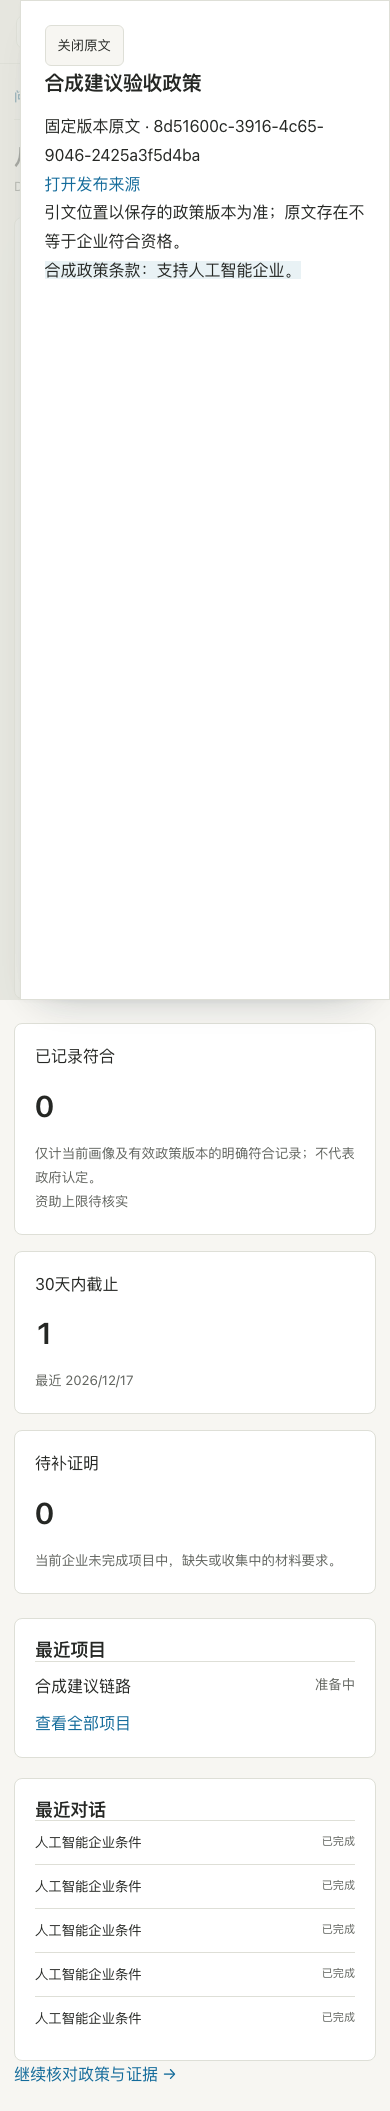 关闭原文
合成建议验收政策
固定版本原文 · 8d51600c-3916-4c65-
9046-2425a3f5d4ba
打开发布来源
引文位置以保存的政策版本为准；原文存在不
等于企业符合资格。
合成政策条款：支持人工智能企业。
已记录符合
0
仅计当前画像及有效政策版本的明确符合记录；不代表
政府认定。
资助上限待核实
30天内截止
1
最近 2026/12/17
待补证明
0
当前企业未完成项目中，缺失或收集中的材料要求。
最近项目
合成建议链路 准备中
查看全部项目
最近对话
人工智能企业条件 已完成
人工智能企业条件 已完成
人工智能企业条件 已完成
人工智能企业条件 已完成
人工智能企业条件 已完成
继续核对政策与证据 →